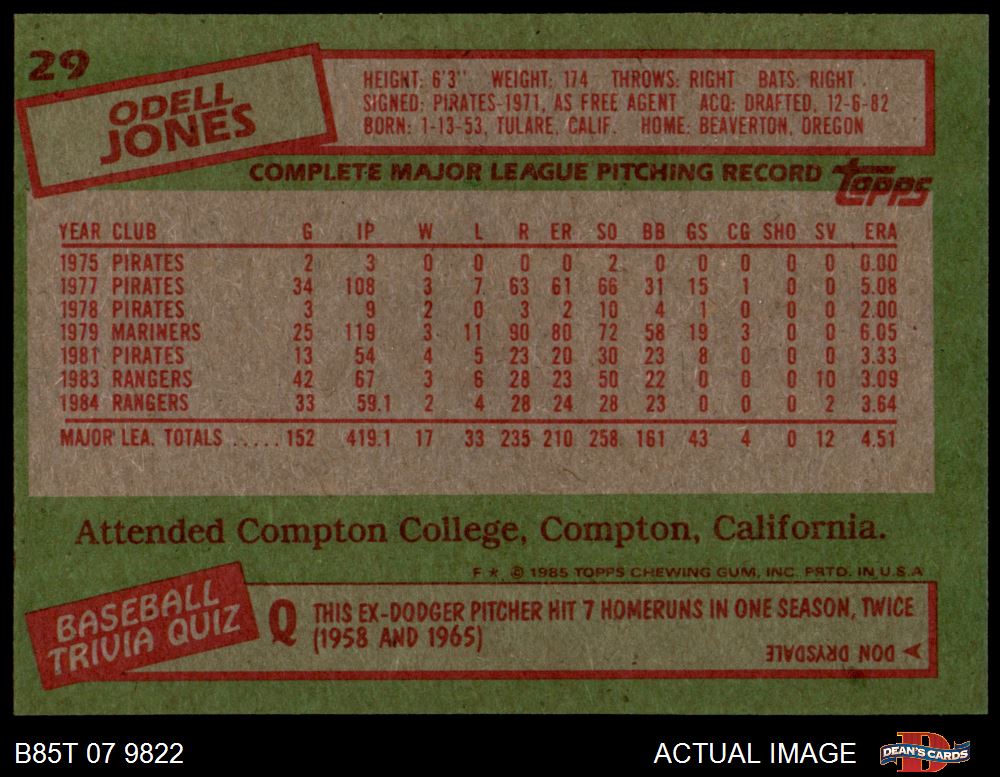 29
ODELL
JONES
HEIGHT: 6'3" WEIGHT: 174 THROWS: RIGHT BATS: RIGHT
SIGNED: PIRATES-1971, AS FREE AGENT ACQ: DRAFTED, 12-6-82
BORN: 1-13-53, TULARE, CALIF. HOME: BEAVERTON, OREGON
COMPLETE MAJOR LEAGUE PITCHING RECORD topps
YEAR CLUB G IP W L R ER SO BB GS CG SHO SV ERA
1975 PIRATES 2 3 0 0 0 0 2 0 0 0 0 0 0.00
1977 PIRATES 34 108 3 7 63 61 66 31 15 1 0 0 5.08
1978 PIRATES 3 9 2 0 3 2 10 4 1 0 0 0 2.00
1979 MARINERS 25 119 3 11 90 80 72 58 19 3 0 0 6.05
1981 PIRATES 13 54 4 5 23 20 30 23 8 0 0 0 3.33
1983 RANGERS 42 67 3 6 28 23 50 22 0 0 0 10 3.09
1984 RANGERS 33 59.1 2 4 28 24 28 23 0 0 0 2 3.64
MAJOR LEA. TOTALS ..... 152 419.1 17 33 235 210 258 161 43 4 0 12 4.51
Attended Compton College, Compton, California.
F * © 1985 TOPPS CHEWING GUM, INC. PRTD. IN U.S.A.
BASEBALL
TRIVIA QUIZ
Q THIS EX-DODGER PITCHER HIT 7 HOMERUNS IN ONE SEASON, TWICE
(1958 AND 1965)
DON DRYSDALE
B85T 07 9822
ACTUAL IMAGE
D
DEAN'S CARDS